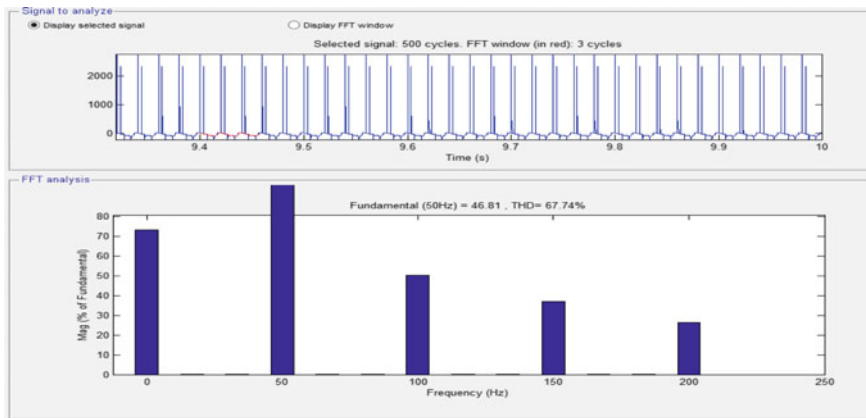 Signal to analyze
Display selected signal
Display FFT window
Selected signal: 500 cycles. FFT window (in red): 3 cycles
2000
1000
0
9.4
9.5
9.6
9.7
9.8
9.9
10
Time (s)
FFT analysis
Fundamental (50Hz) = 46.81 , THD= 67.74%
80
70
60
50
40
30
20
10
0
Mag (% of Fundamental)
0
50
100
150
200
250
Frequency (Hz)